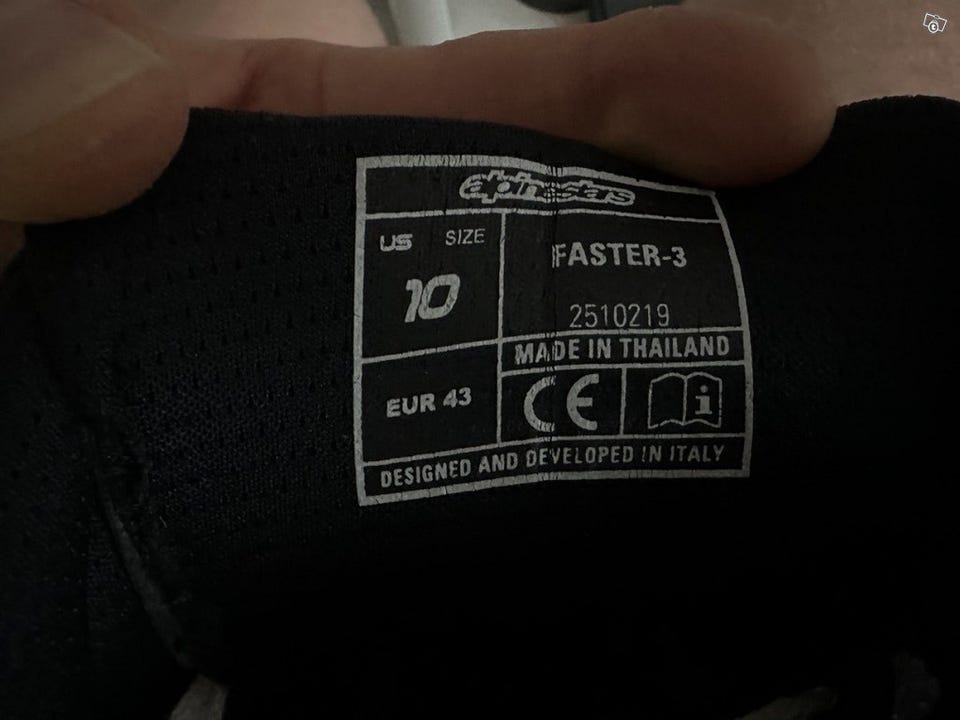 alpinestars
US SIZE
10
FASTER-3
2510219
MADE IN THAILAND
EUR 43
CE
i
DESIGNED AND DEVELOPED IN ITALY